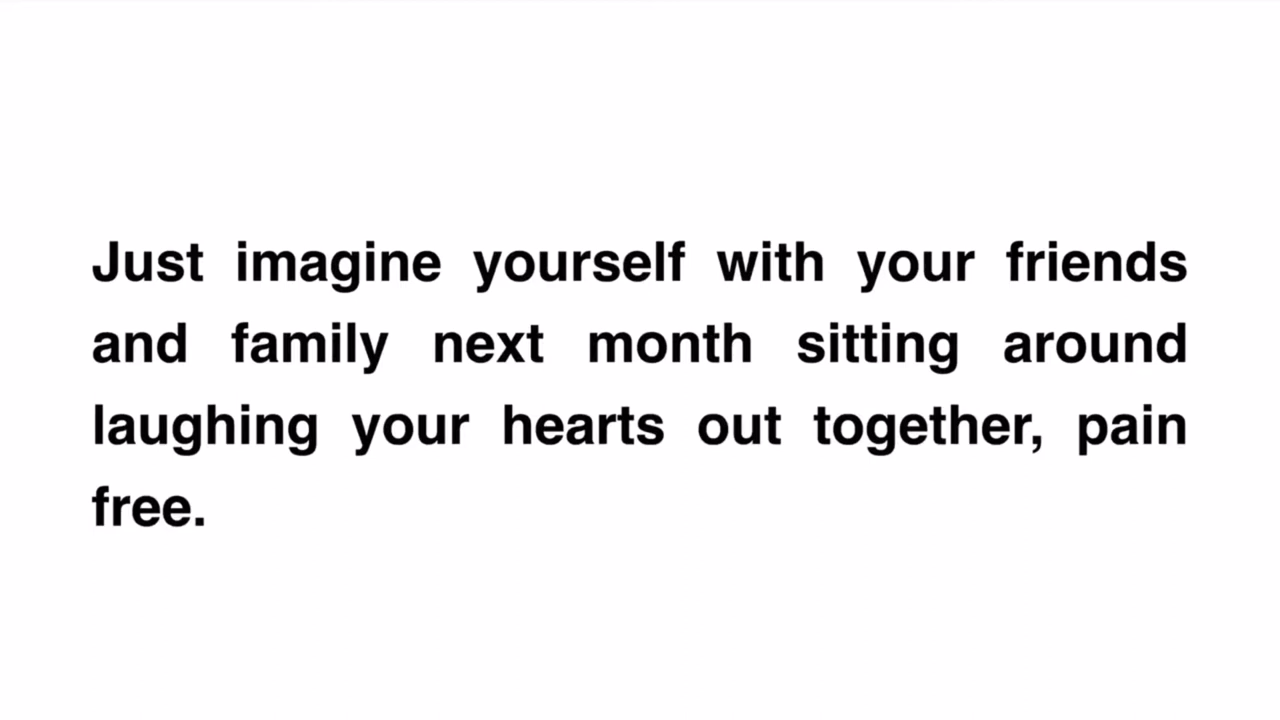 Just imagine yourself with your friends
and family next month sitting around
laughing your hearts out together, pain
free.